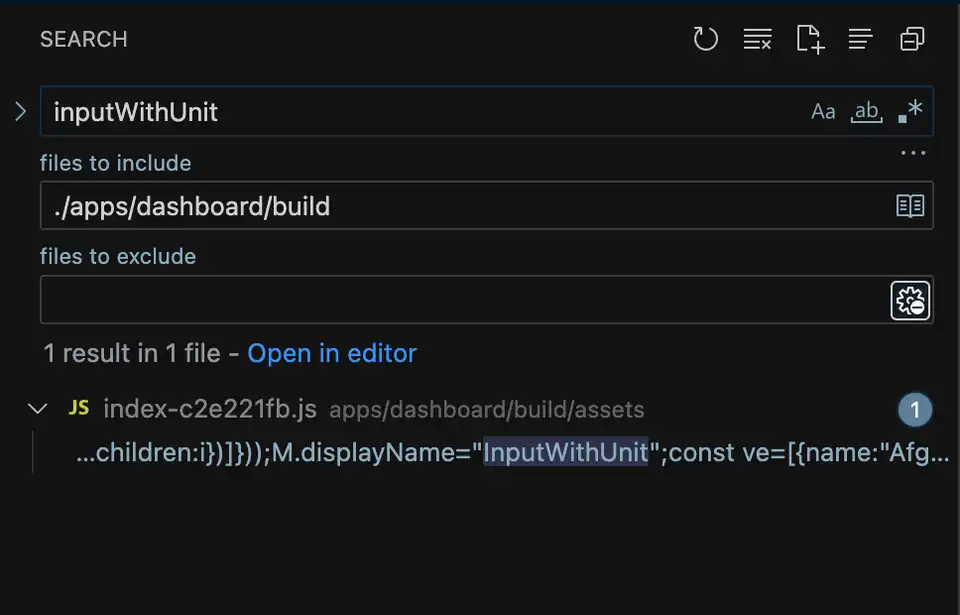 SEARCH
inputWithUnit
Aa ab .*
files to include
...
./apps/dashboard/build
files to exclude
1 result in 1 file - Open in editor
JS index-c2e221fb.js apps/dashboard/build/assets 1
...children:i})]}));M.displayName="InputWithUnit";const ve=[{name:"Afg...